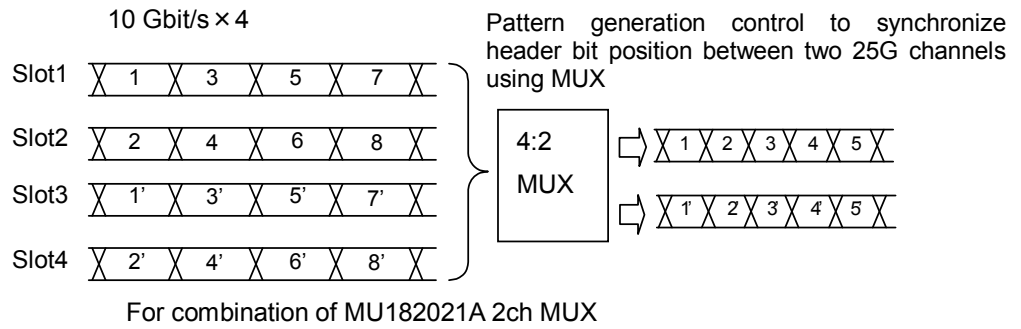 10 Gbit/s × 4
Pattern generation control to synchronize
header bit position between two 25G channels
using MUX
Slot1 1 3 5 7
Slot2 2 4 6 8
Slot3 1’ 3’ 5’ 7’
Slot4 2’ 4’ 6’ 8’
4:2
MUX
1 2 3 4 5
1’ 2’ 3’ 4’ 5’
For combination of MU182021A 2ch MUX